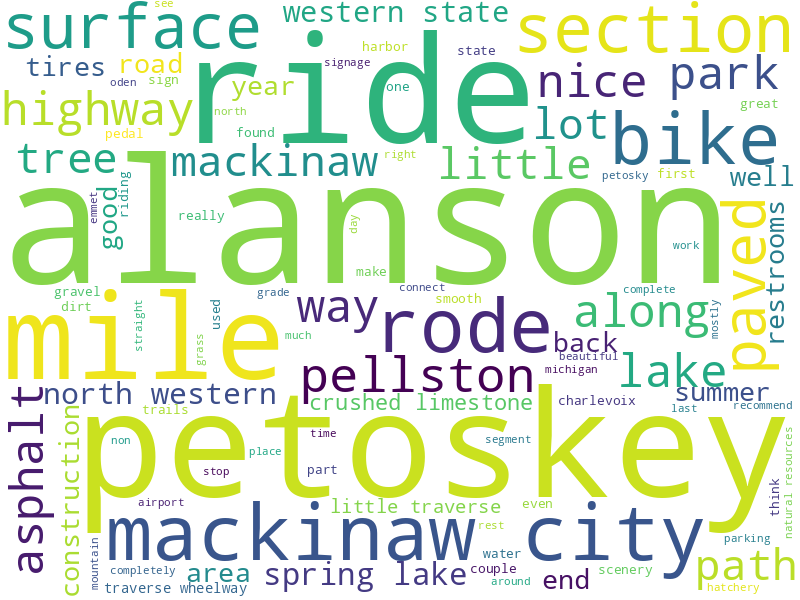 see
surface
western state
section
harbor
state
tires
road
signage
ride
nice
park
oden
sign
year
one
highway
north
lot
bike
great
pedal
found
tree
mackinaw
little
right
petosky
first
well
emmet
riding
good
alanson
really
day
work
paved
restrooms
make
gravel
dirt
grade
connect
complete
smooth
mile
straight
used
way
rode
along
mostly
grass
much
back
beautiful
pellston
michigan
lake
asphalt
north western
crushed limestone
charlevoix
summer
last
recommend
trails
construction
petoskey
non
time
segment
place
stop
part
natural resources
think
airport
little traverse
even
mackinaw city
rest
water
parking
mountain
completely
area
spring lake
couple
around
scenery
end
path
traverse wheelway
hatchery